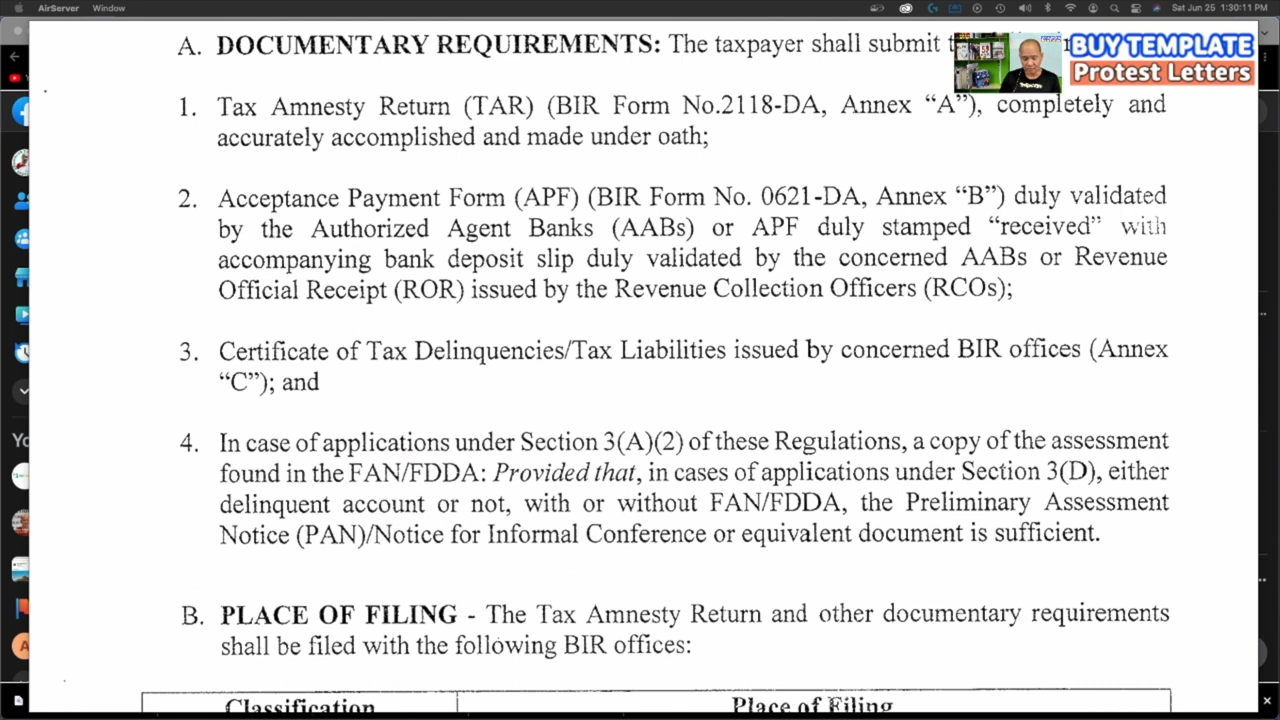 AirServer Window Sat Jun 25 1:30:11 PM
A. DOCUMENTARY REQUIREMENTS: The taxpayer shall submit
BUY TEMPLATE
Protest Letters
1. Tax Amnesty Return (TAR) (BIR Form No.2118-DA, Annex “A”), completely and
accurately accomplished and made under oath;
2. Acceptance Payment Form (APF) (BIR Form No. 0621-DA, Annex “B”) duly validated
by the Authorized Agent Banks (AABs) or APF duly stamped “received” with
accompanying bank deposit slip duly validated by the concerned AABs or Revenue
Official Receipt (ROR) issued by the Revenue Collection Officers (RCOs);
3. Certificate of Tax Delinquencies/Tax Liabilities issued by concerned BIR offices (Annex
“C”); and
4. In case of applications under Section 3(A)(2) of these Regulations, a copy of the assessment
found in the FAN/FDDA: Provided that, in cases of applications under Section 3(D), either
delinquent account or not, with or without FAN/FDDA, the Preliminary Assessment
Notice (PAN)/Notice for Informal Conference or equivalent document is sufficient.
B. PLACE OF FILING - The Tax Amnesty Return and other documentary requirements
shall be filed with the following BIR offices:
Classification Place of Filing